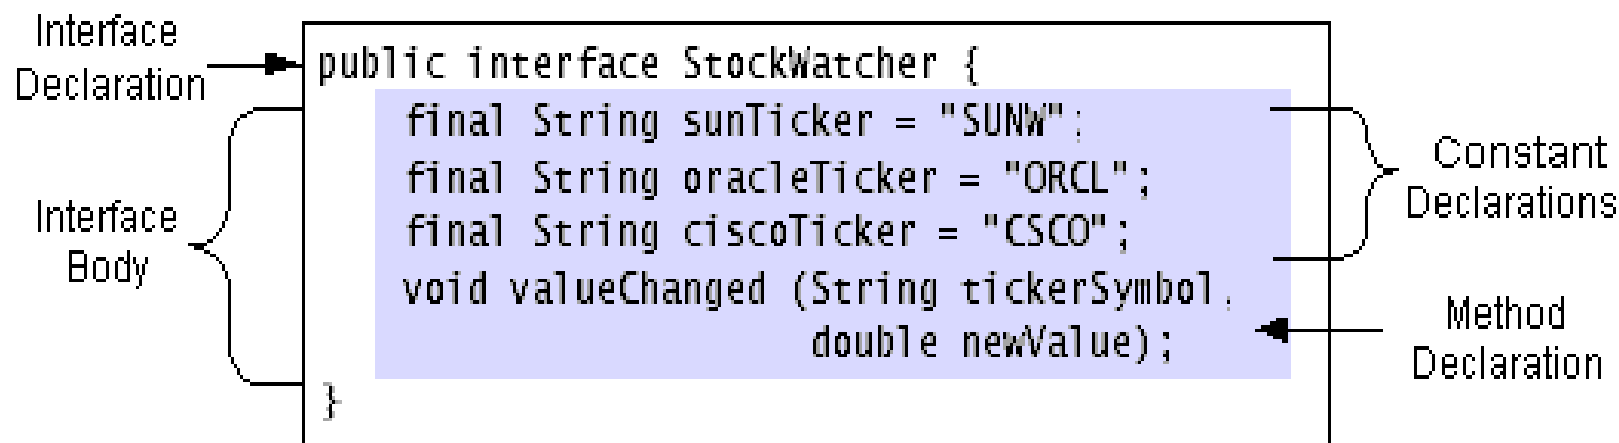 Interface
Declaration
public interface StockWatcher {
final String sunTicker = "SUNW";
final String oracleTicker = "ORCL";
final String ciscoTicker = "CSCO";
void valueChanged (String tickerSymbol,
double newValue);
}
Interface
Body
Constant
Declarations
Method
Declaration